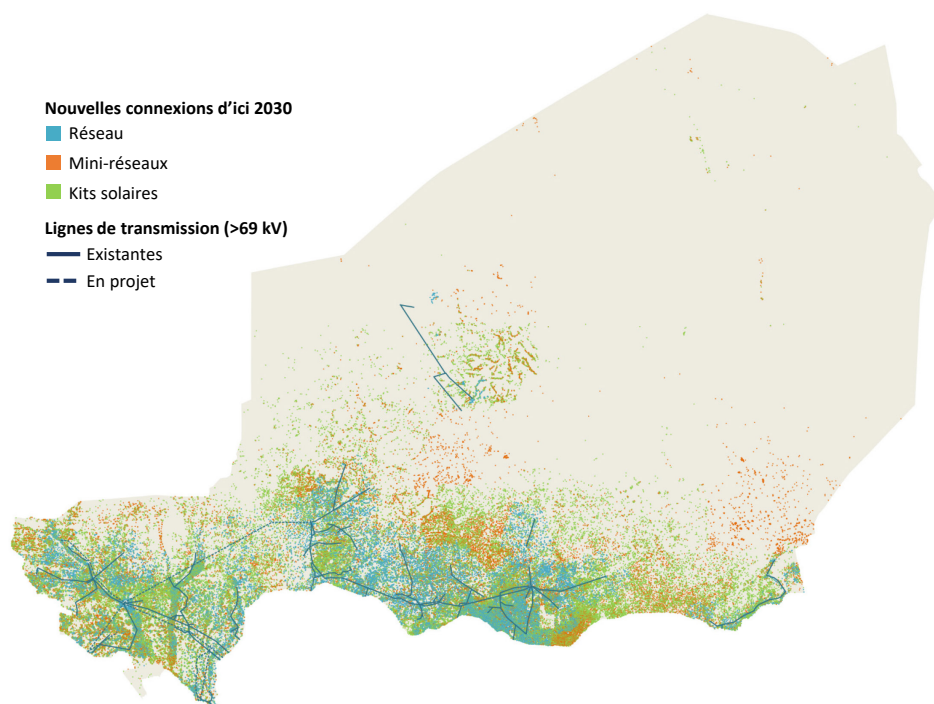 Nouvelles connexions d’ici 2030
Réseau
Mini-réseaux
Kits solaires
Lignes de transmission (>69 kV)
Existantes
En projet